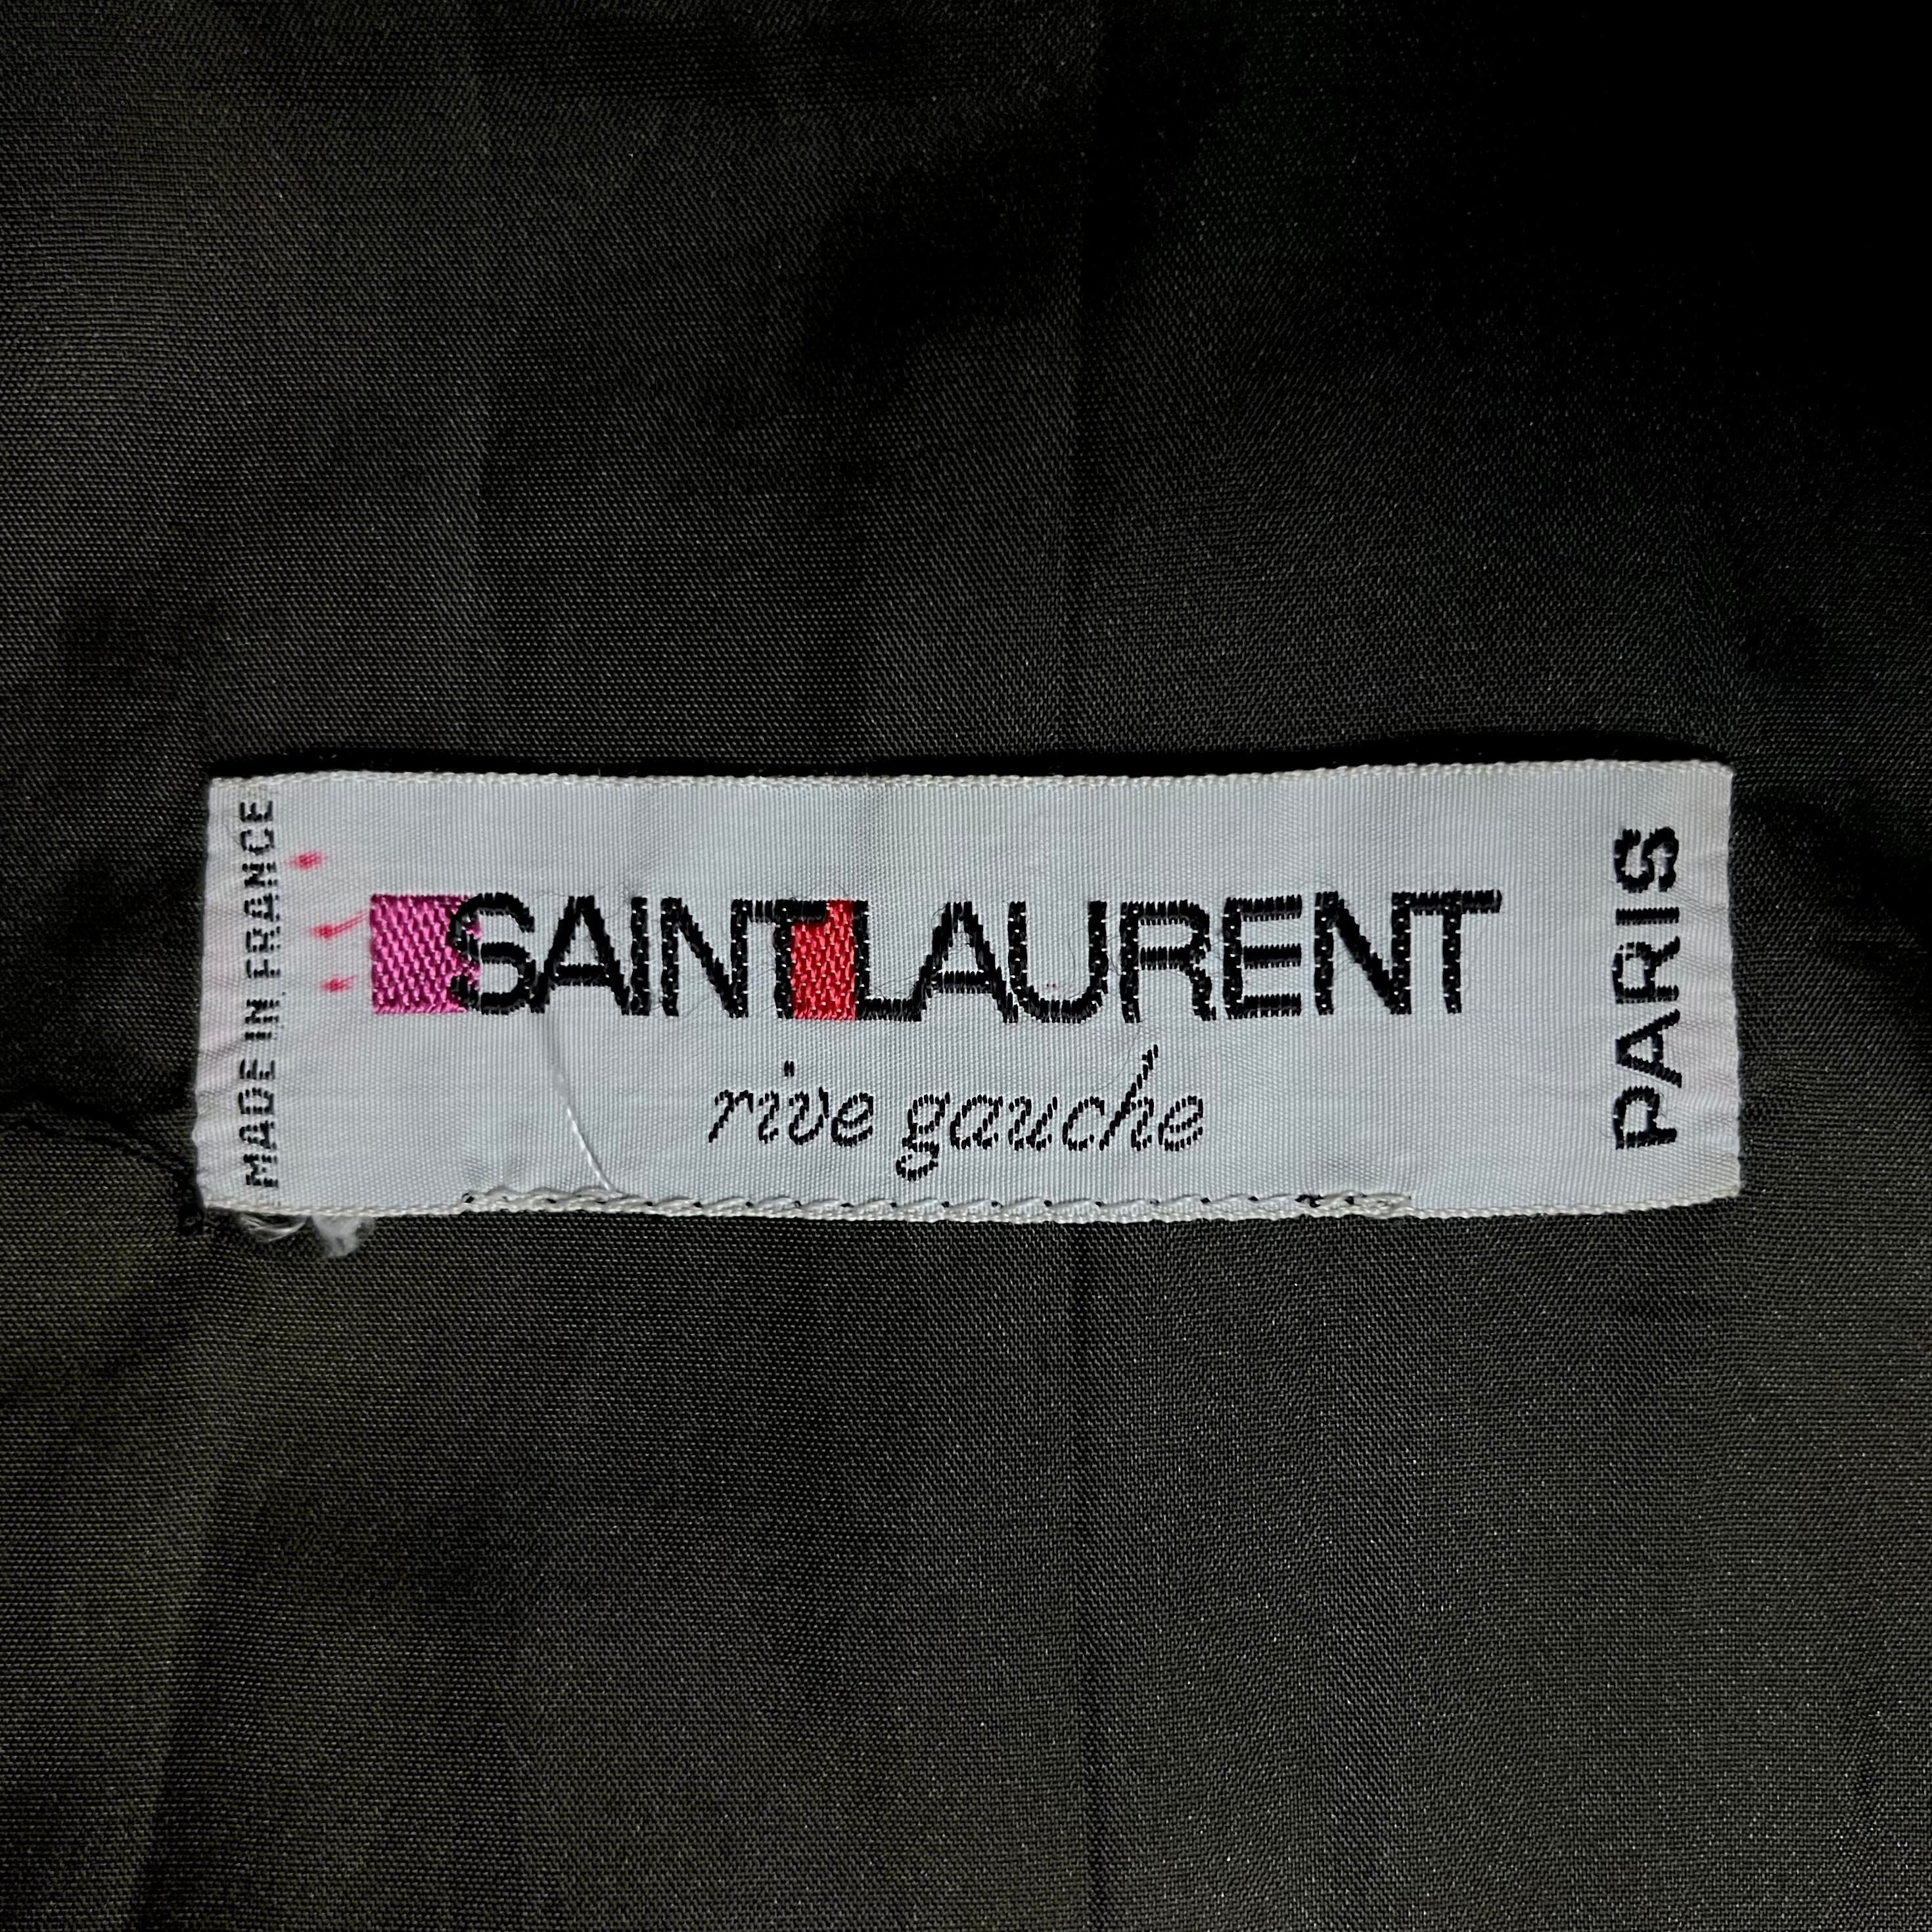 MADE IN FRANCE
SAINT LAURENT
rive gauche
PARIS